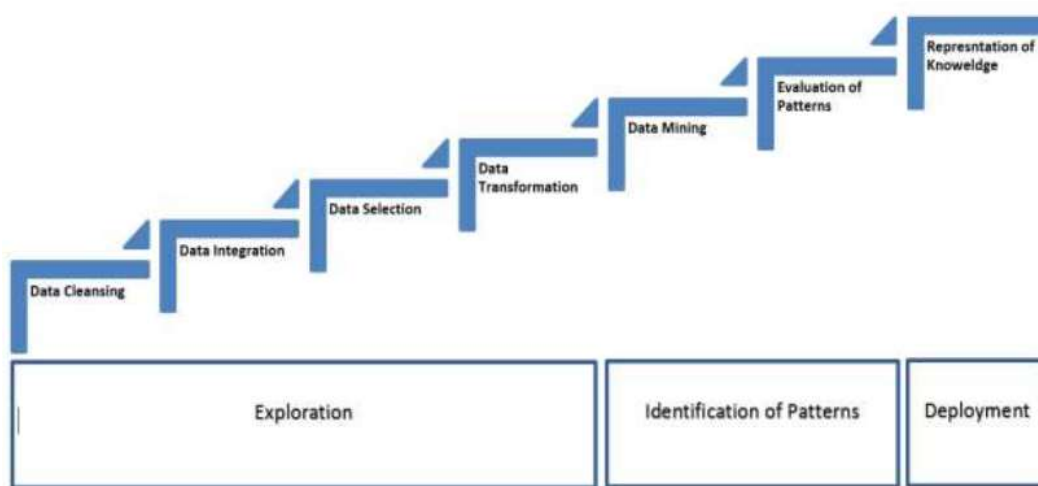 Represntation of
Knoweldge
Evaluation of
Patterns
Data Mining
Data
Transformation
Data Selection
Data Integration
Data Cleansing
Exploration
Identification of Patterns
Deployment